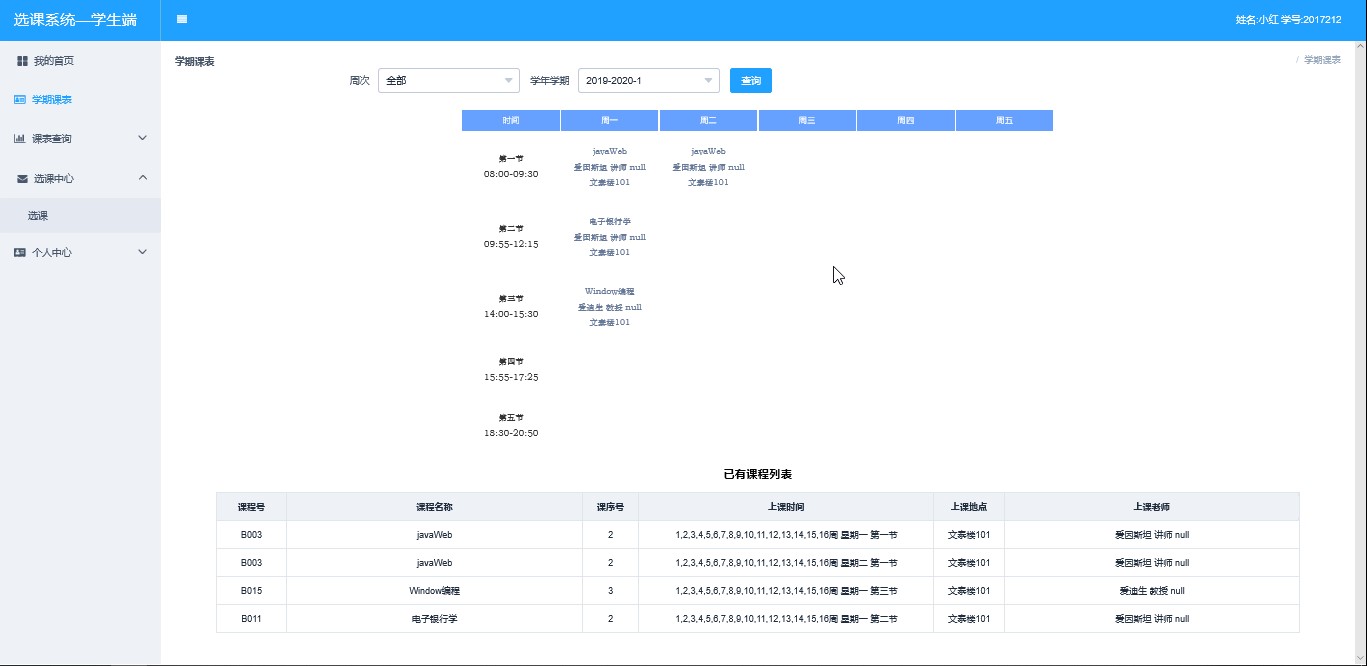 选课系统—学生端
姓名:小红 学号:2017212
我的首页
学期课表
课表查询
选课中心
选课
个人中心
学期课表
/ 学期课表
周次 全部 学年学期 2019-2020-1 查询
时间 周一 周二 周三 周四 周五
第一节
08:00-09:30
javaWeb
爱因斯坦 讲师 null
文泰楼101
javaWeb
爱因斯坦 讲师 null
文泰楼101
第二节
09:55-12:15
电子银行学
爱因斯坦 讲师 null
文泰楼101
第三节
14:00-15:30
Window编程
爱迪生 教授 null
文泰楼101
第四节
15:55-17:25
第五节
18:30-20:50
已有课程列表
课程号 课程名称 课序号 上课时间 上课地点 上课老师
B003 javaWeb 2 1,2,3,4,5,6,7,8,9,10,11,12,13,14,15,16周 星期一 第一节 文泰楼101 爱因斯坦 讲师 null
B003 javaWeb 2 1,2,3,4,5,6,7,8,9,10,11,12,13,14,15,16周 星期二 第一节 文泰楼101 爱因斯坦 讲师 null
B015 Window编程 3 1,2,3,4,5,6,7,8,9,10,11,12,13,14,15,16周 星期一 第三节 文泰楼101 爱迪生 教授 null
B011 电子银行学 2 1,2,3,4,5,6,7,8,9,10,11,12,13,14,15,16周 星期一 第二节 文泰楼101 爱因斯坦 讲师 null